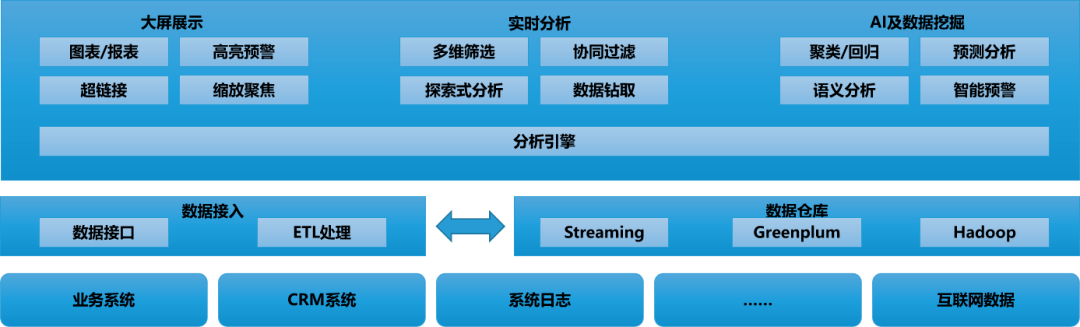 大屏展示 实时分析 AI及数据挖掘
图表/报表 高亮预警 多维筛选 协同过滤 聚类/回归 预测分析
超链接 缩放聚焦 探索式分析 数据钻取 语义分析 智能预警
分析引擎
数据接入 数据仓库
数据接口 ETL处理 Streaming Greenplum Hadoop
业务系统 CRM系统 系统日志 …… 互联网数据